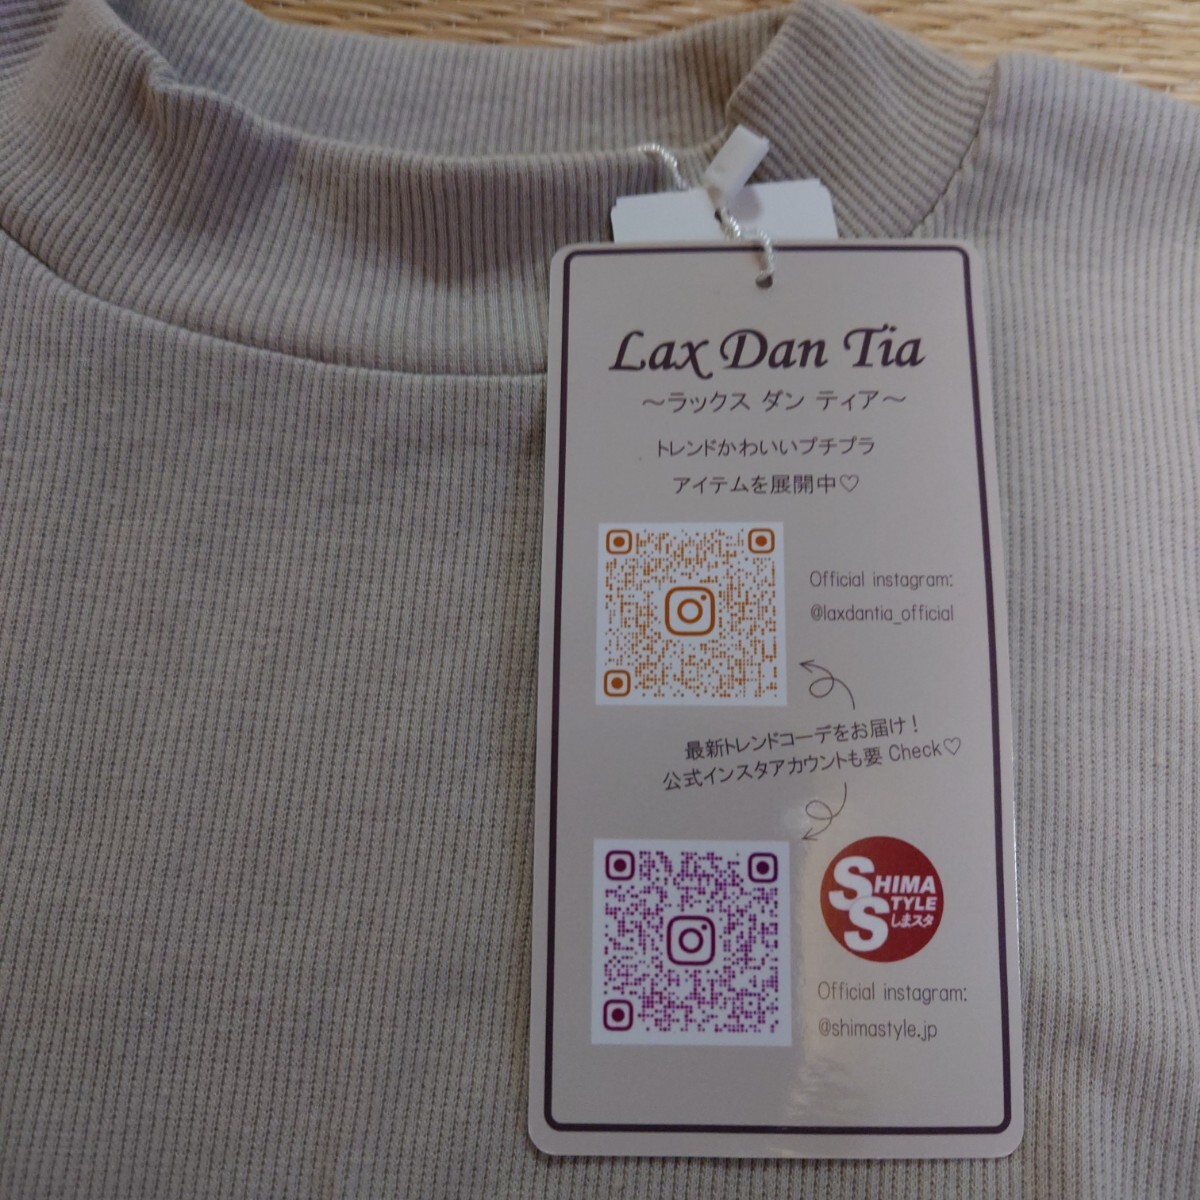 Lax Dan Tia
～ラックス ダン ティア～
トレンドかわいいプチプラ
アイテムを展開中♡
Official instagram:
@laxdantia_official
最新トレンドコーデをお届け！
公式インスタアカウントも要 Check♡
SHIMA
STYLE
しまスタ
Official instagram:
@shimastyle.jp